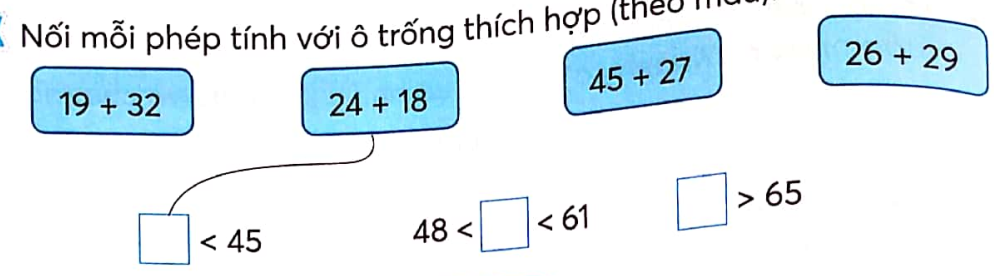 Nối mỗi phép tính với ô trống thích hợp (theo
19 + 32 24 + 18 45 + 27 26 + 29
□ < 45 48 < □ < 61 □ > 65